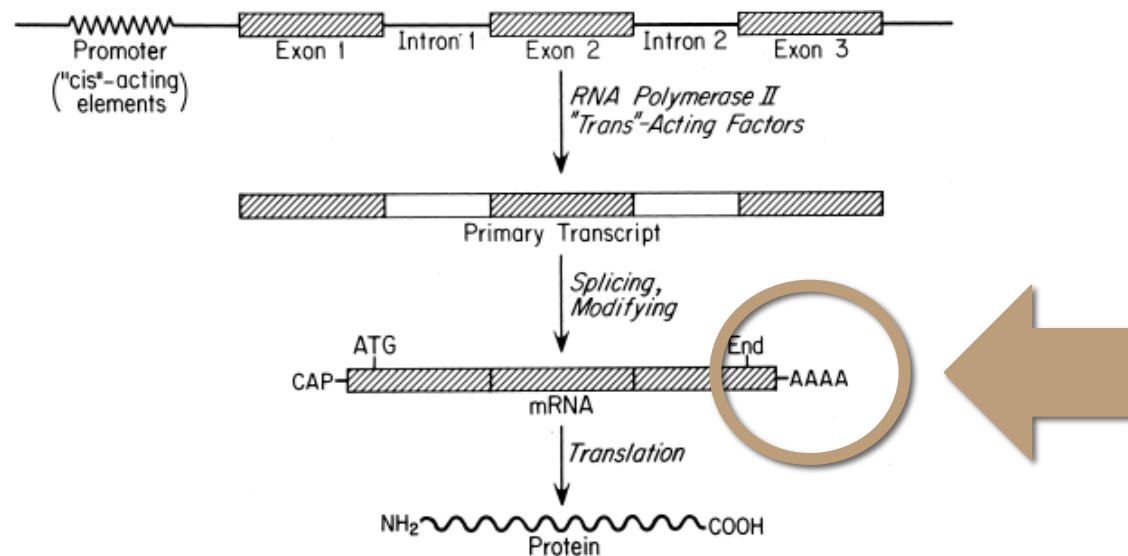 Promoter
("cis"-acting
elements)
Exon 1
Intron 1
Exon 2
Intron 2
Exon 3
RNA Polymerase II
"Trans"-Acting
Factors
Primary Transcript
Splicing,
Modifying
ATG
End
CAP
AAAA
mRNA
Translation
NH₂
COOH
Protein